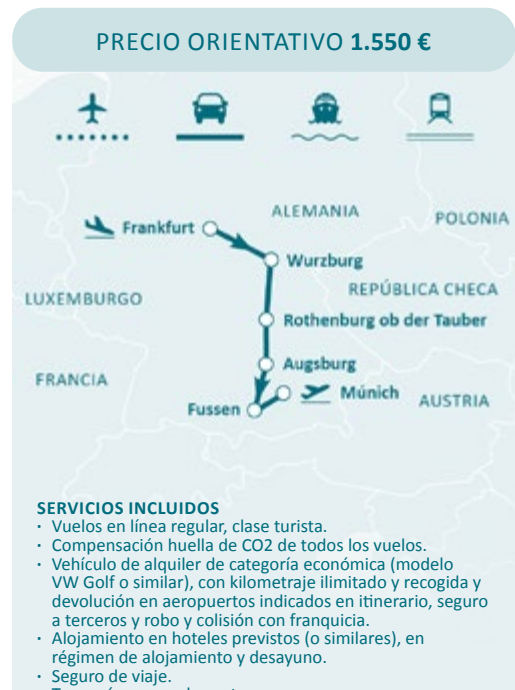 PRECIO ORIENTATIVO 1.550 €
ALEMANIA
POLONIA
Frankfurt
Wurzburg
REPÚBLICA CHECA
LUXEMBURGO
Rothenburg ob der Tauber
Augsburg
FRANCIA
Múnich
AUSTRIA
Fussen
SERVICIOS INCLUIDOS
· Vuelos en línea regular, clase turista.
· Compensación huella de CO2 de todos los vuelos.
· Vehículo de alquiler de categoría económica (modelo
VW Golf o similar), con kilometraje ilimitado y recogida y
devolución en aeropuertos indicados en itinerario, seguro
a terceros y robo y colisión con franquicia.
· Alojamiento en hoteles previstos (o similares), en
régimen de alojamiento y desayuno.
· Seguro de viaje.